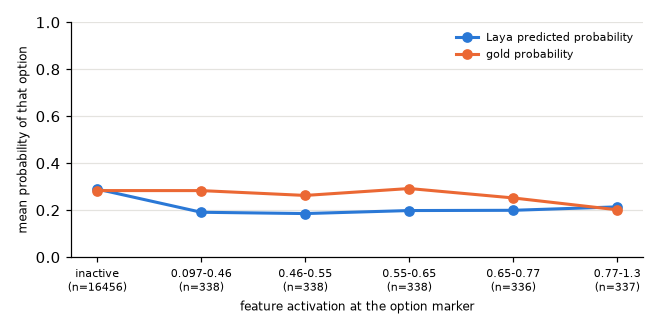 mean probability of that option
1.0
0.8
0.6
0.4
0.2
0.0
Laya predicted probability
gold probability
inactive
(n=16456)
0.097-0.46
(n=338)
0.46-0.55
(n=338)
0.55-0.65
(n=338)
0.65-0.77
(n=336)
0.77-1.3
(n=337)
feature activation at the option marker